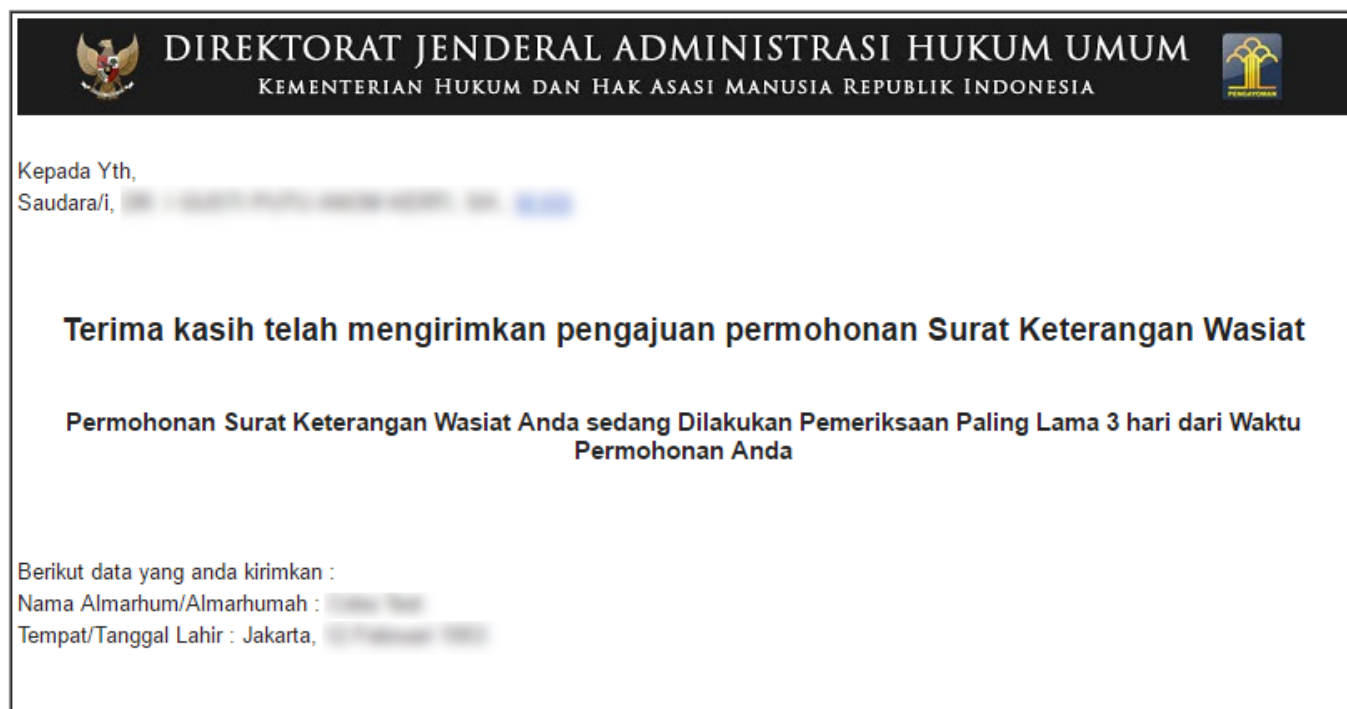 DIREKTORAT JENDERAL ADMINISTRASI HUKUM UMUM
KEMENTERIAN HUKUM DAN HAK ASASI MANUSIA REPUBLIK INDONESIA
PENGAYOMAN
Kepada Yth,
Saudara/i,
Terima kasih telah mengirimkan pengajuan permohonan Surat Keterangan Wasiat
Permohonan Surat Keterangan Wasiat Anda sedang Dilakukan Pemeriksaan Paling Lama 3 hari dari Waktu
Permohonan Anda
Berikut data yang anda kirimkan :
Nama Almarhum/Almarhumah :
Tempat/Tanggal Lahir : Jakarta,